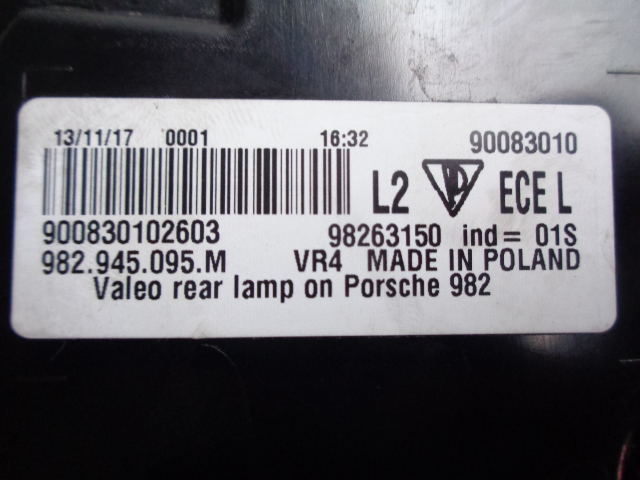 13/11/17 0001 16:32 90083010
L2 ECE L
900830102603 98263150 ind = 01S
982.945.095.M VR4 MADE IN POLAND
Valeo rear lamp on Porsche 982